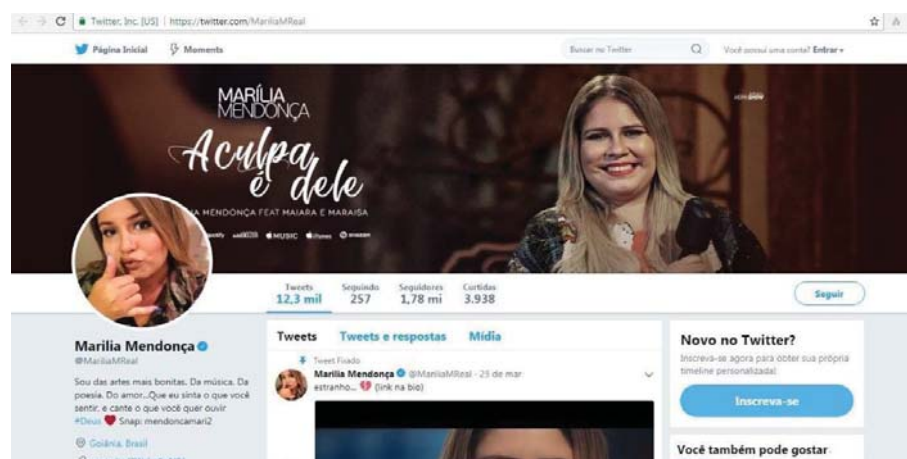 Twitter, Inc. [US] | https://twitter.com/MariliaMReal
Página Inicial Moments Buscar no Twitter Você possui uma conta? Entrar
MARÍLIA
MENDONÇA
A culpa
é dele
MENDONÇA FEAT MAIARA E MARAISA
MUSIC iTunes
Tweets Seguindo Seguidores Curtidas
12,3 mil 257 1,78 mi 3.938
Seguir
Marilia Mendonça
@MariliaMReal
Sou das artes mais bonitas. Da música. Da
poesia. Do amor...Que eu sinta o que você
sentir, e cante o que você quer ouvir
#Deus ❤ Snap: mendoncamari2
Goiânia, Brasil
Tweets Tweets e respostas Mídia
Tweet Fixado
Marilia Mendonça @MariliaMReal - 23 de mar
estranho... 💔 (link na bio)
Novo no Twitter?
Inscreva-se agora para obter sua própria
timeline personalizada!
Inscreva-se
Você também pode gostar